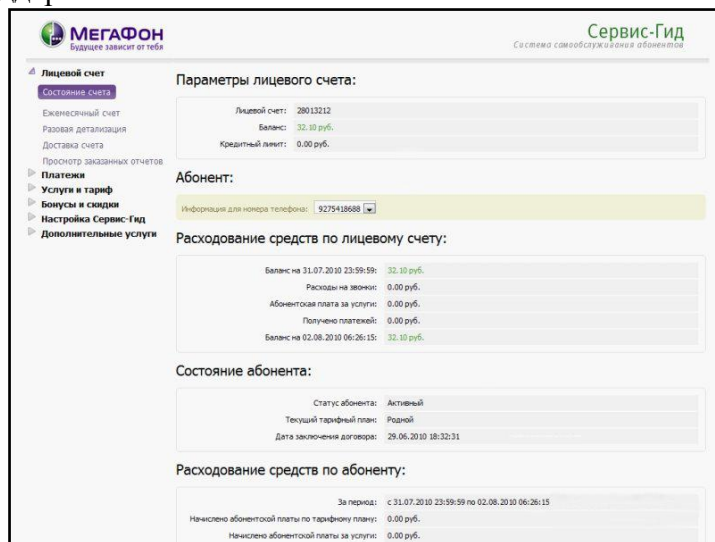 МЕГАФОН
Будущее зависит от тебя
Сервис-Гид
Система самообслуживания абонентов
Лицевой счет
Состояние счета
Ежемесячный счет
Разовая детализация
Доставка счета
Просмотр заказанных отчетов
Платежи
Услуги и тариф
Бонусы и скидки
Настройка Сервис-Гид
Дополнительные услуги
Параметры лицевого счета:
Лицевой счет: 28013212
Баланс: 32.10 руб.
Кредитный лимит: 0.00 руб.
Абонент:
Информация для номера телефона: 9275418688
Расходование средств по лицевому счету:
Баланс на 31.07.2010 23:59:59: 32.10 руб.
Расходы на звонки: 0.00 руб.
Абонентская плата за услуги: 0.00 руб.
Получено платежей: 0.00 руб.
Баланс на 02.08.2010 06:26:15: 32.10 руб.
Состояние абонента:
Статус абонента: Активный
Текущий тарифный план: Родной
Дата заключения договора: 29.06.2010 18:32:31
Расходование средств по абоненту:
За период: с 31.07.2010 23:59:59 по 02.08.2010 06:26:15
Начислено абонентской платы по тарифному плану: 0.00 руб.
Начислено абонентской платы за услуги: 0.00 руб.